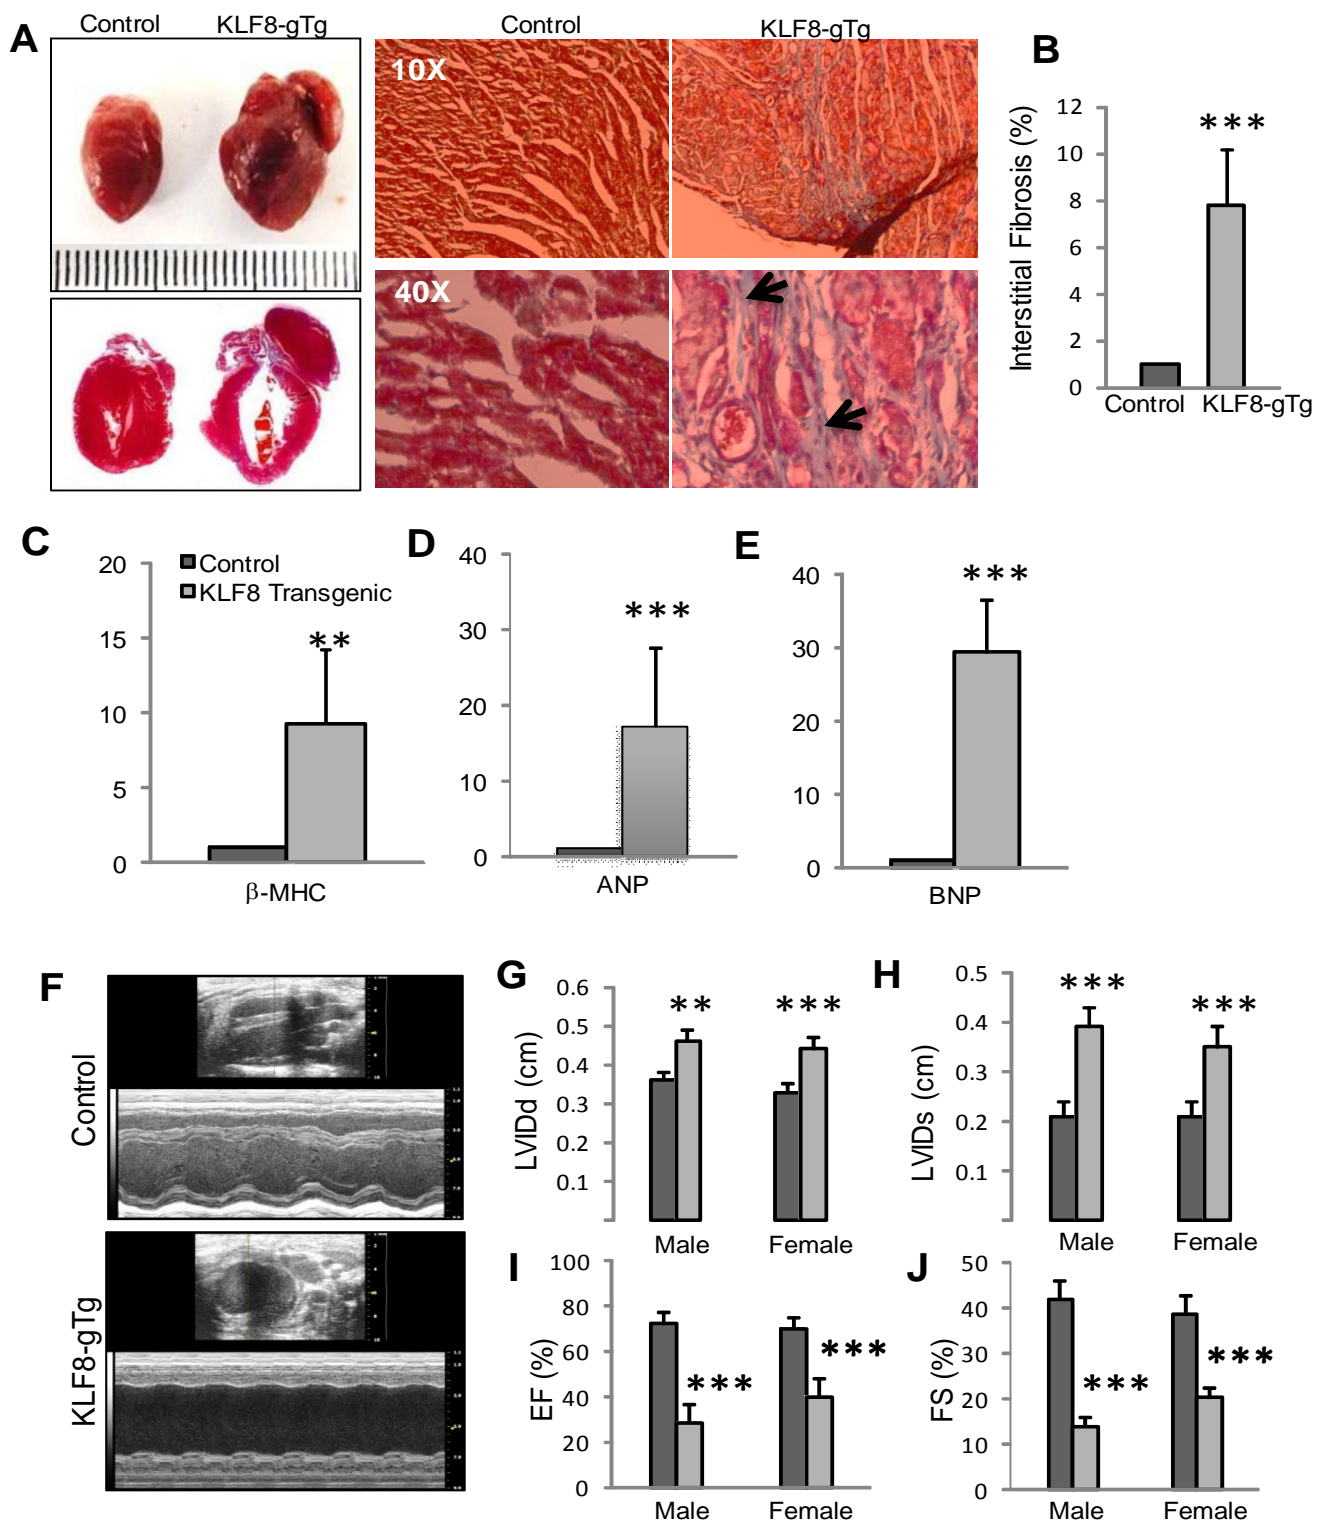 A
Control
KLF8-gTg
Control
KLF8-gTg
10X
40X
B
Interstitial Fibrosis (%)
12
10
8
6
4
2
0
***
Control
KLF8-gTg
C
20
15
10
5
0
Control
KLF8 Transgenic
**
β-MHC
D
40
30
20
10
0
***
ANP
E
40
30
20
10
0
***
BNP
F
Control
KLF8-gTg
G
LVIDd (cm)
0.6
0.5
0.4
0.3
0.2
0.1
**
***
Male
Female
H
LVIDs (cm)
0.5
0.4
0.3
0.2
0.1
***
***
Male
Female
I
EF (%)
100
80
60
40
20
0
***
***
Male
Female
J
FS (%)
50
40
30
20
10
0
***
***
Male
Female